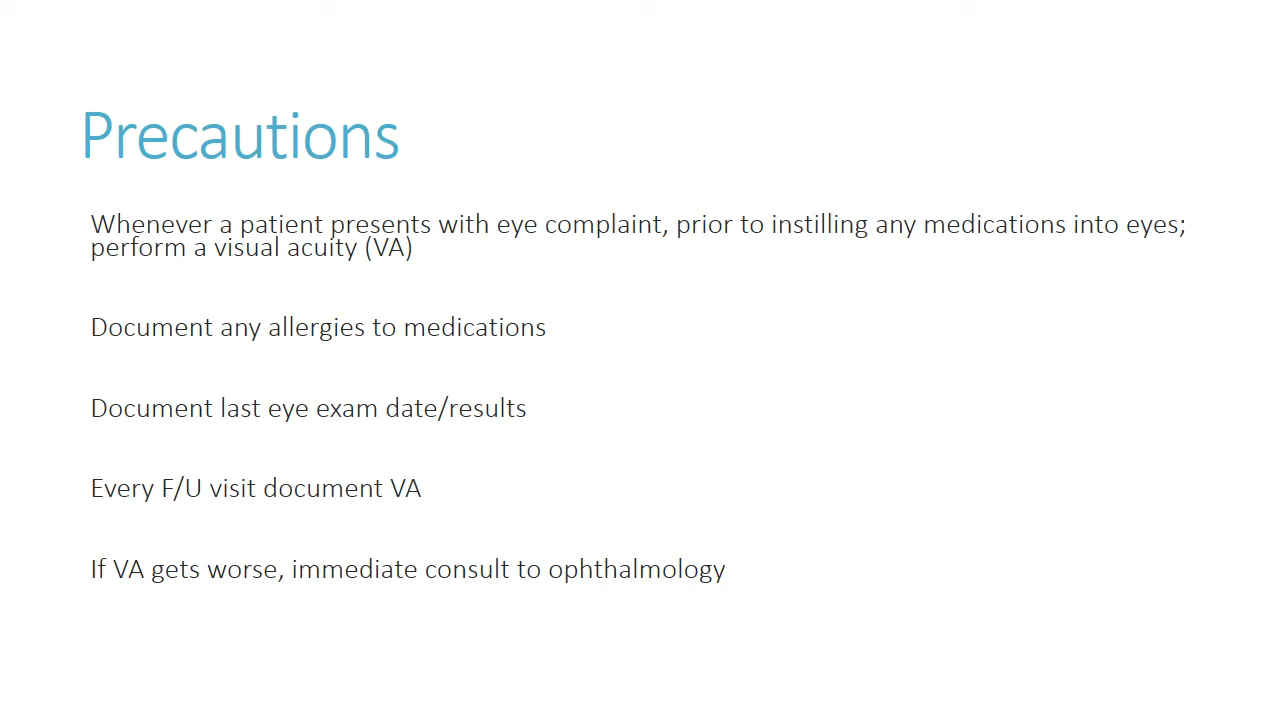 Precautions
Whenever a patient presents with eye complaint, prior to instilling any medications into eyes;
perform a visual acuity (VA)
Document any allergies to medications
Document last eye exam date/results
Every F/U visit document VA
If VA gets worse, immediate consult to ophthalmology